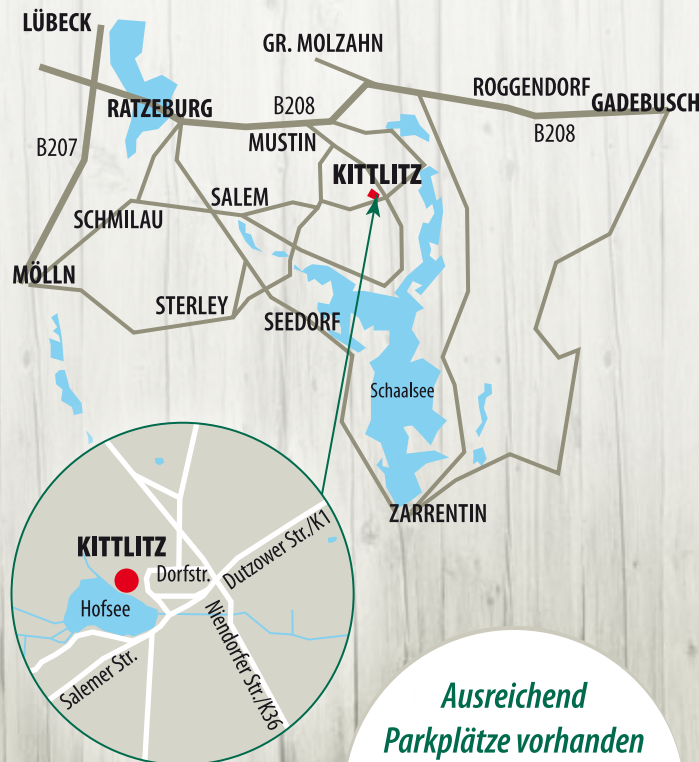 LÜBECK
GR. MOLZAHN
ROGGENDORF
GADEBUSCH
RATZEBURG
B208
B208
B207
MUSTIN
KITTLITZ
SALEM
SCHMILAU
MÖLLN
STERLEY
SEEDORF
Schaalsee
ZARRENTIN
KITTLITZ
Dorfstr.
Dutzower Str./K1
Hofsee
Niendorfer Str./K36
Salemer Str.
Ausreichend
Parkplätze vorhanden